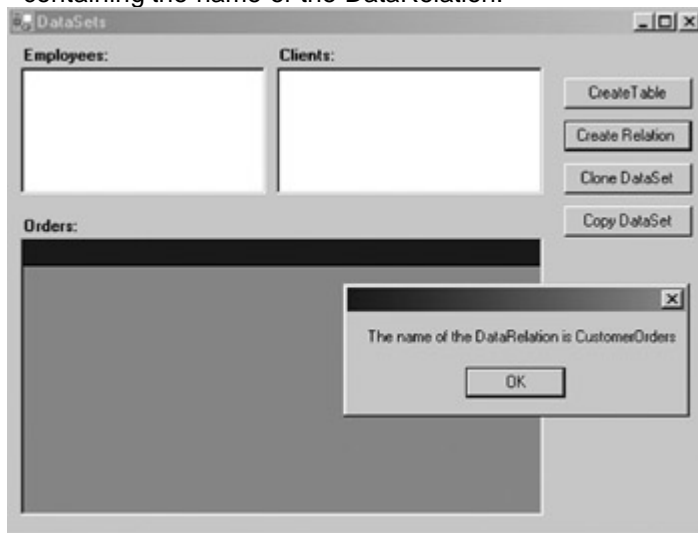 containing the name of the DataRelation.
DataSets
Employees:
Clients:
CreateTable
Create Relation
Clone DataSet
Copy DataSet
Orders:
The name of the DataRelation is CustomerOrders
OK